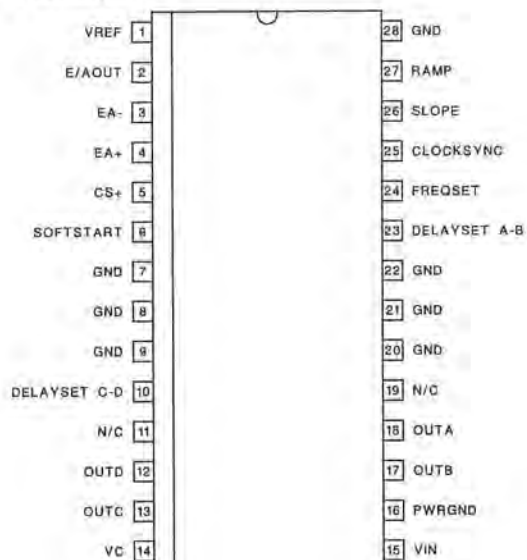 VREF 1
E/AOUT 2
EA- 3
EA+ 4
CS+ 5
SOFTSTART 6
GND 7
GND 8
GND 9
DELAYSET C-D 10
N/C 11
OUTD 12
OUTC 13
VC 14
28 GND
27 RAMP
26 SLOPE
25 CLOCKSYNC
24 FREQSET
23 DELAYSET A-B
22 GND
21 GND
20 GND
19 N/C
18 OUTA
17 OUTB
16 PWRGND
15 VIN